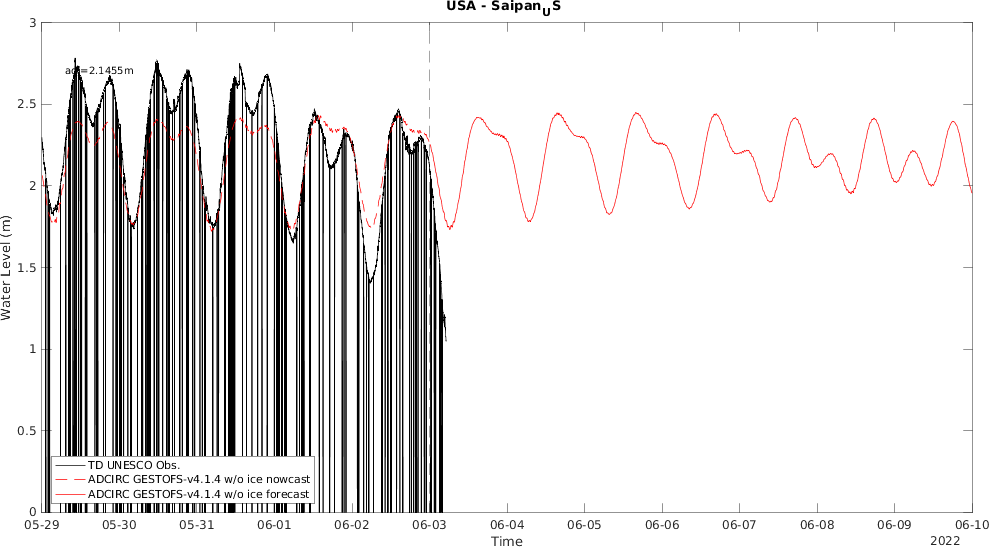 USA - SaipanUS
3
2.5
2
1.5
1
0.5
0
Water Level (m)
adj=2.1455m
TD UNESCO Obs.
ADCIRC GESTOFS-v4.1.4 w/o ice nowcast
ADCIRC GESTOFS-v4.1.4 w/o ice forecast
05-29 05-30 05-31 06-01 06-02 06-03 06-04 06-05 06-06 06-07 06-08 06-09 06-10
Time
2022